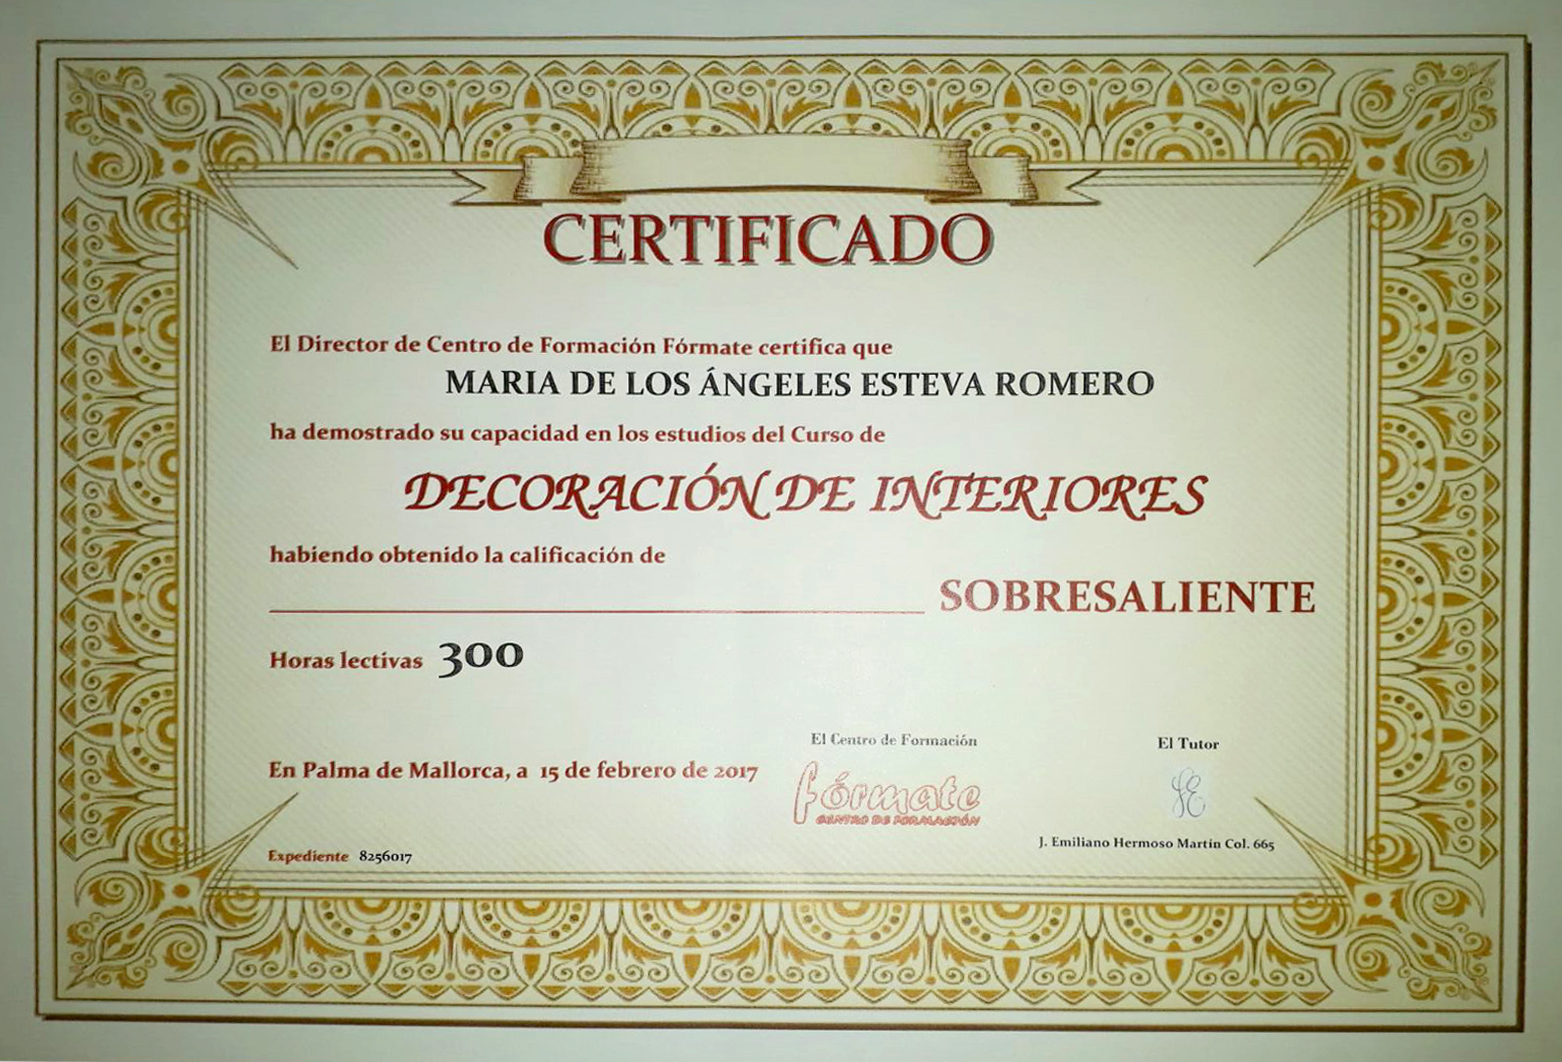 CERTIFICADO
El Director de Centro de Formación Fórmate certifica que
MARIA DE LOS ÁNGELES ESTEVA ROMERO
ha demostrado su capacidad en los estudios del Curso de
DECORACIÓN DE INTERIORES
habiendo obtenido la calificación de
SOBRESALIENTE
Horas lectivas 300
El Centro de Formación
El Tutor
En Palma de Mallorca, a 15 de febrero de 2017
fórmate
CENTRO DE FORMACIÓN
J. Emiliano Hermoso Martín Col. 665
Expediente 8256017